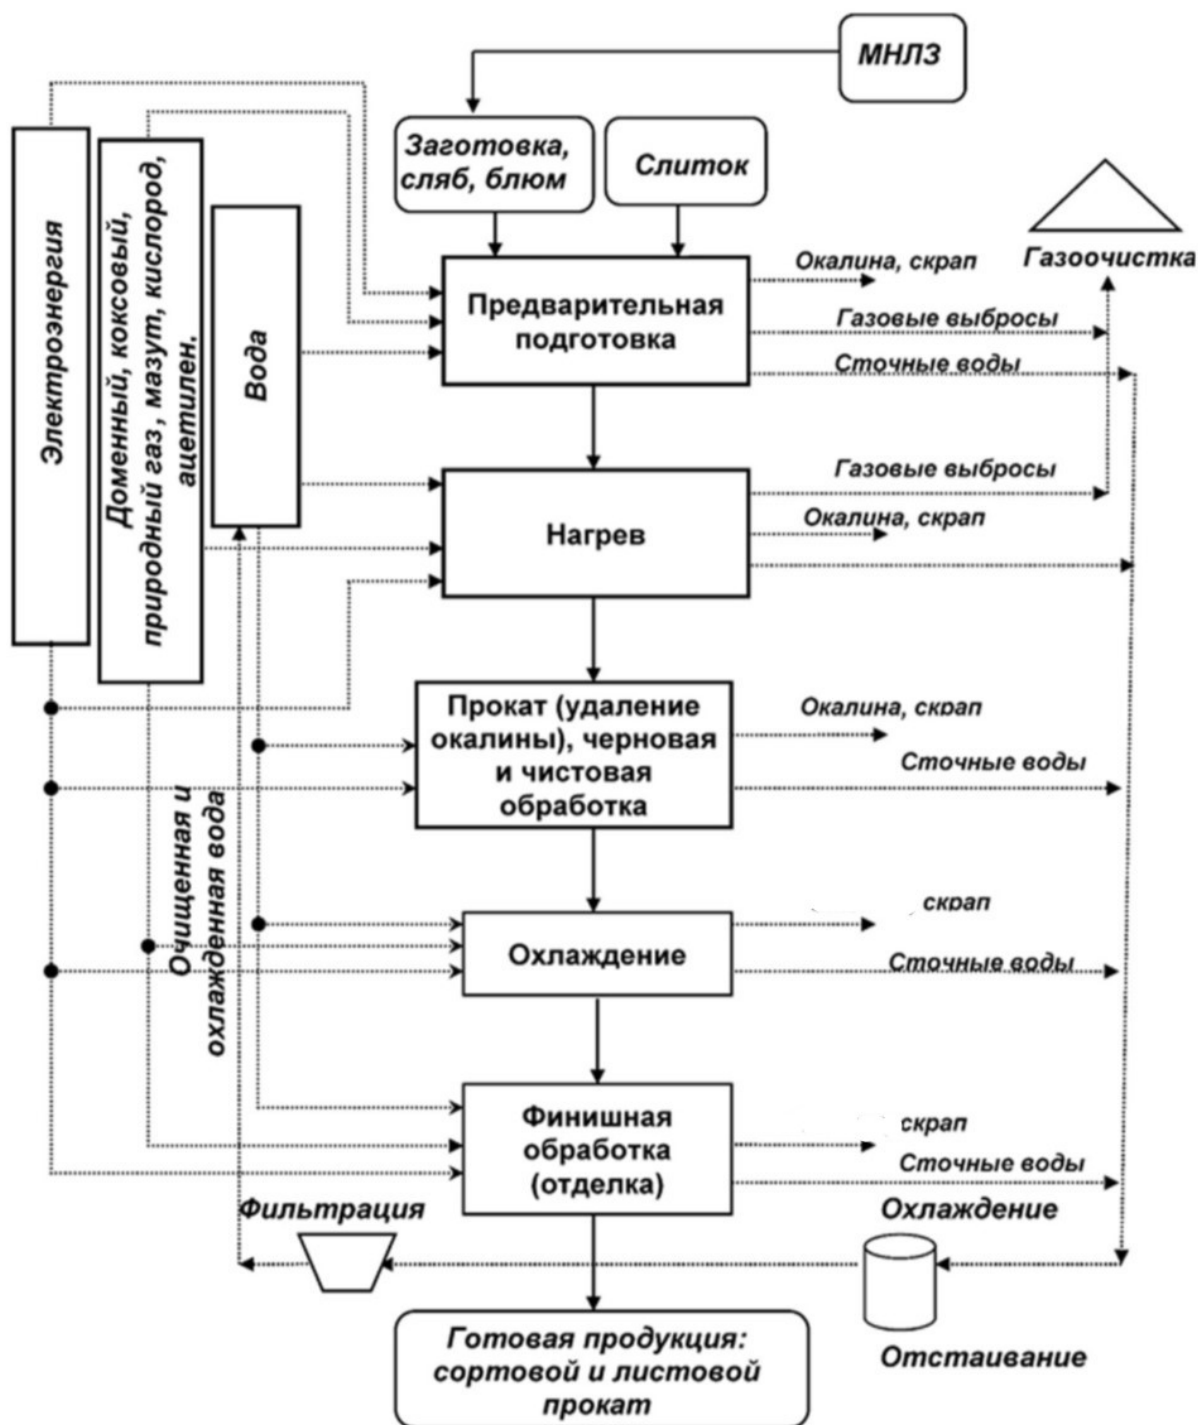 МНЛЗ
Заготовка,
сляб, блюм
Слиток
Газоочистка
Электроэнергия
Доменный, коксовый,
природный газ , мазут, кислород,
ацетилен.
Вода
Предварительная
подготовка
Окалина, скрап
Газовые выбросы
Сточные воды
Нагрев
Газовые выбросы
Окалина, скрап
Прокат (удаление
окалины), черновая
и чистовая
обработка
Окалина, скрап
Сточные воды
Очищенная и
охлажденная вода
Охлаждение
скрап
Сточные воды
Финишная
обработка
(отделка)
скрап
Сточные воды
Фильтрация
Охлаждение
Отстаивание
Готовая продукция:
сортовой и листовой
прокат